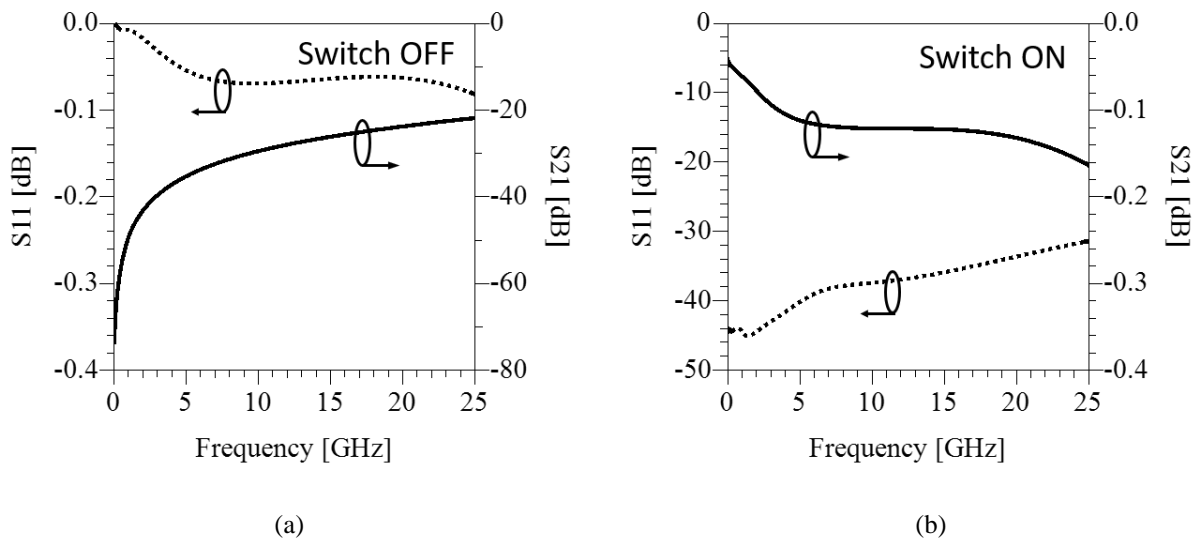 Switch OFF
S11 [dB]
0.0
-0.1
-0.2
-0.3
-0.4
0
-20
-40
-60
-80
S21 [dB]
0 5 10 15 20 25
Frequency [GHz]
(a)
Switch ON
S11 [dB]
0
-10
-20
-30
-40
-50
0.0
-0.1
-0.2
-0.3
-0.4
S21 [dB]
0 5 10 15 20 25
Frequency [GHz]
(b)